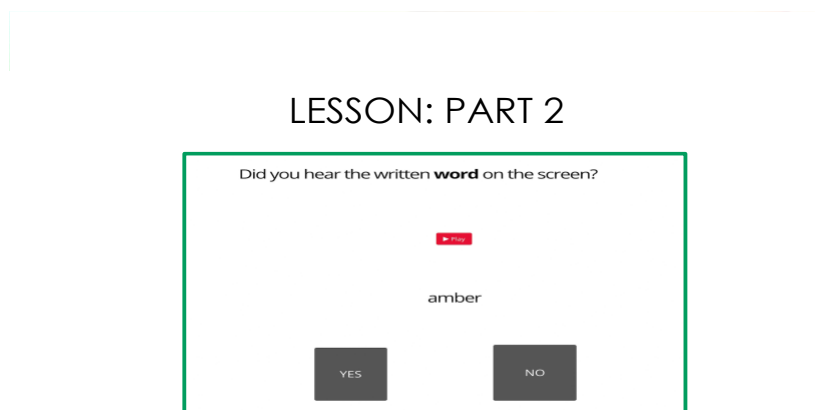 LESSON: PART 2
Did you hear the written word on the screen?
Play
amber
YES
NO